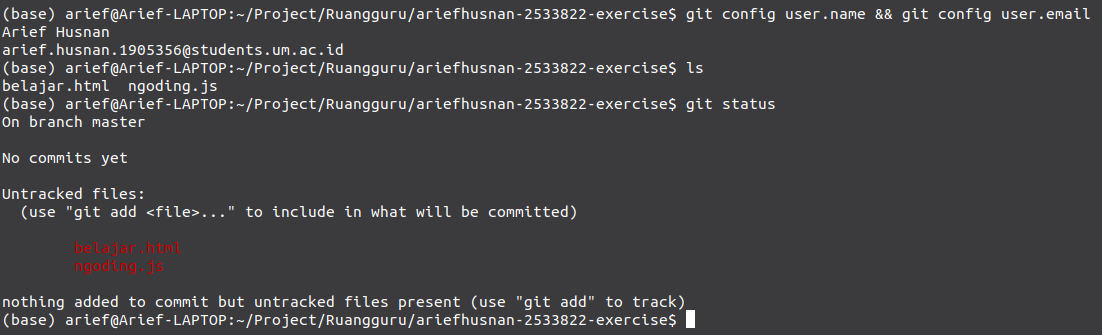 (base) arief@Arief-LAPTOP:~/Project/Ruangguru/ariefhusnan-2533822-exercise$ git config user.name && git config user.email
Arief Husnan
arief.husnan.1905356@students.um.ac.id
(base) arief@Arief-LAPTOP:~/Project/Ruangguru/ariefhusnan-2533822-exercise$ ls
belajar.html  ngoding.js
(base) arief@Arief-LAPTOP:~/Project/Ruangguru/ariefhusnan-2533822-exercise$ git status
On branch master

No commits yet

Untracked files:
  (use "git add <file>..." to include in what will be committed)

        belajar.html
        ngoding.js

nothing added to commit but untracked files present (use "git add" to track)
(base) arief@Arief-LAPTOP:~/Project/Ruangguru/ariefhusnan-2533822-exercise$